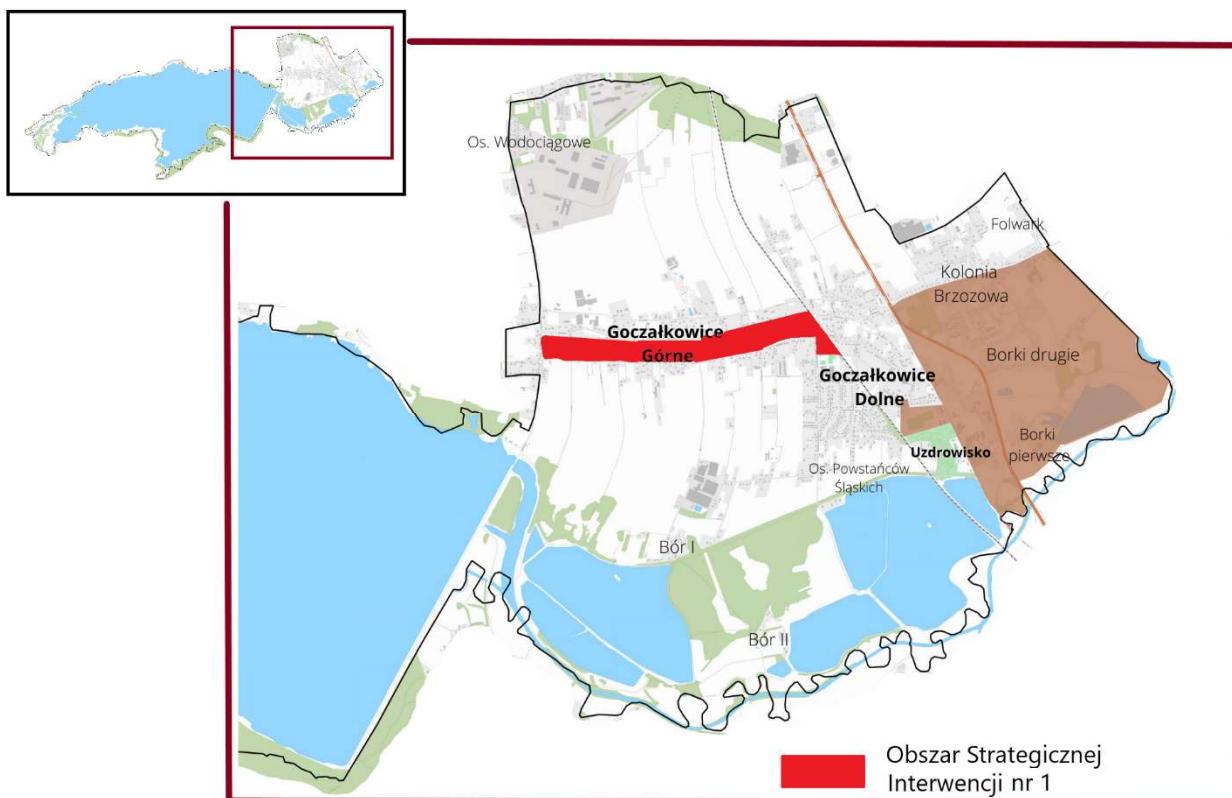 Os. Wodociągowe
Folwark
Kolonia
Brzozowa
Goczałkowice
Górne
Borki drugie
Goczałkowice
Dolne
Borki
pierwsze
Uzdrowisko
Os. Powstańców
Śląskich
Bór I
Bór II
Obszar Strategicznej
Interwencji nr 1